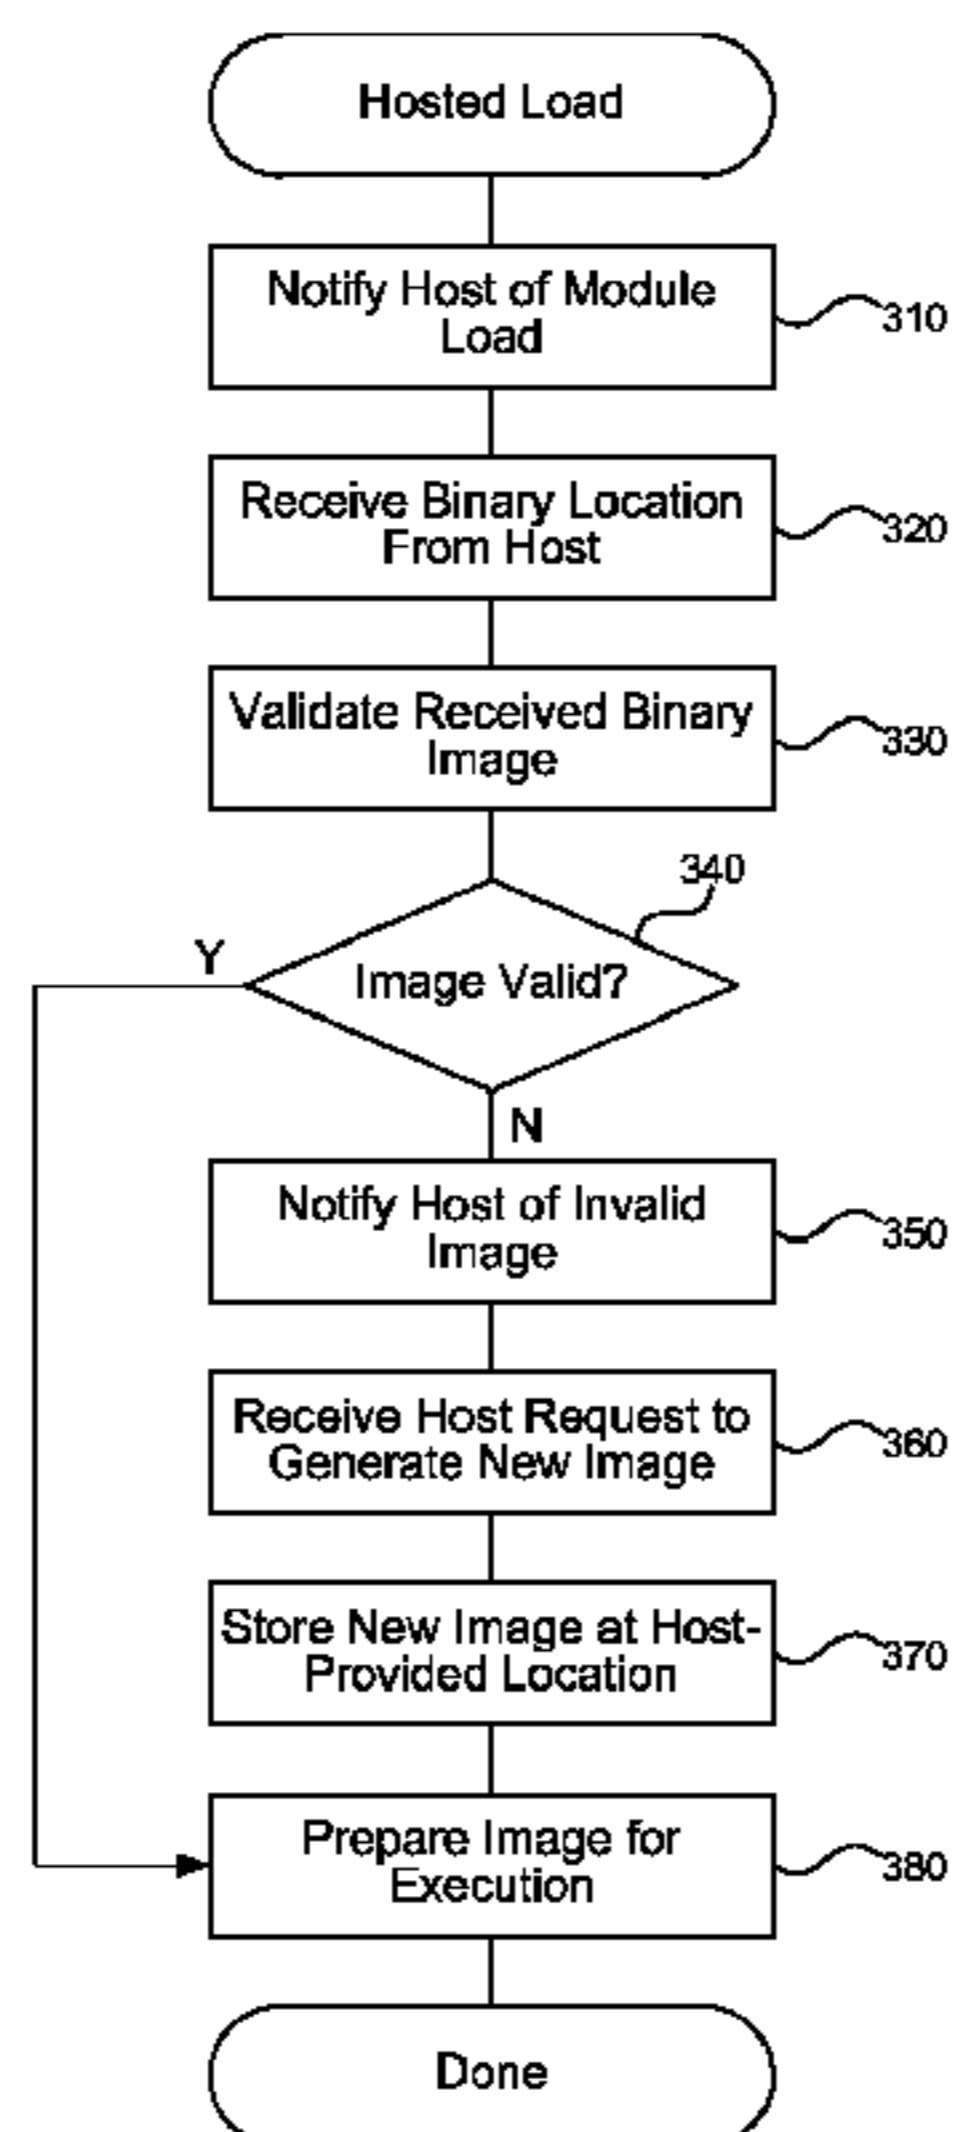 Hosted Load
Notify Host of Module
Load
310
Receive Binary Location
From Host
320
Validate Received Binary
Image
330
340
Y
Image Valid?
N
Notify Host of Invalid
Image
350
Receive Host Request to
Generate New Image
360
Store New Image at Host-
Provided Location
370
Prepare Image for
Execution
380
Done